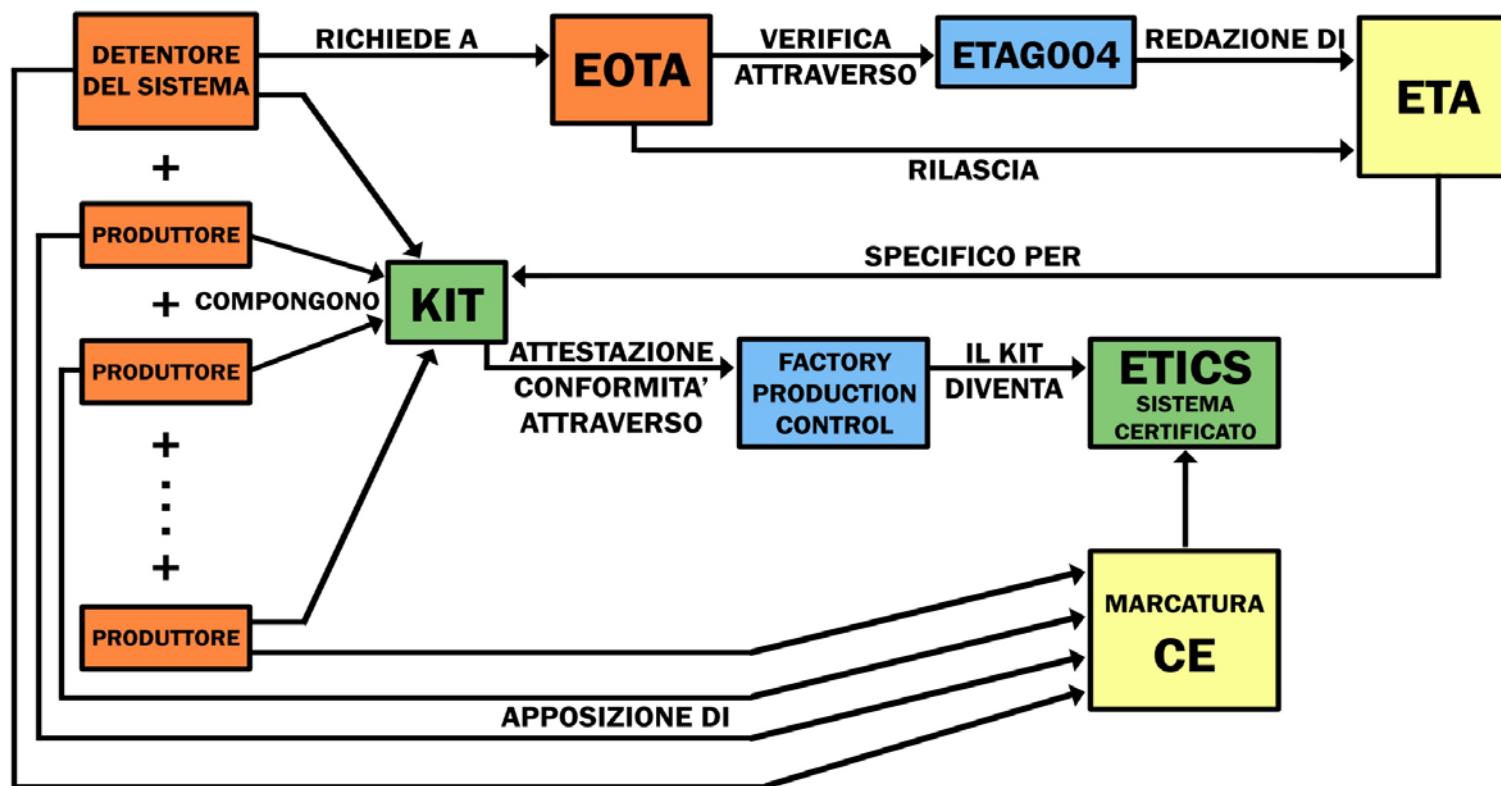 DETENTORE
DEL SISTEMA
RICHIEDE A
EOTA
VERIFICA
ATTRAVERSO
ETAG004
REDAZIONE DI
ETA
RILASCIA
+
PRODUTTORE
SPECIFICO PER
+
COMPONGONO
KIT
PRODUTTORE
ATTESTAZIONE
CONFORMITA'
ATTRAVERSO
FACTORY
PRODUCTION
CONTROL
IL KIT
DIVENTA
ETICS
SISTEMA
CERTIFICATO
+
+
PRODUTTORE
MARCATURA
CE
APPOSIZIONE DI